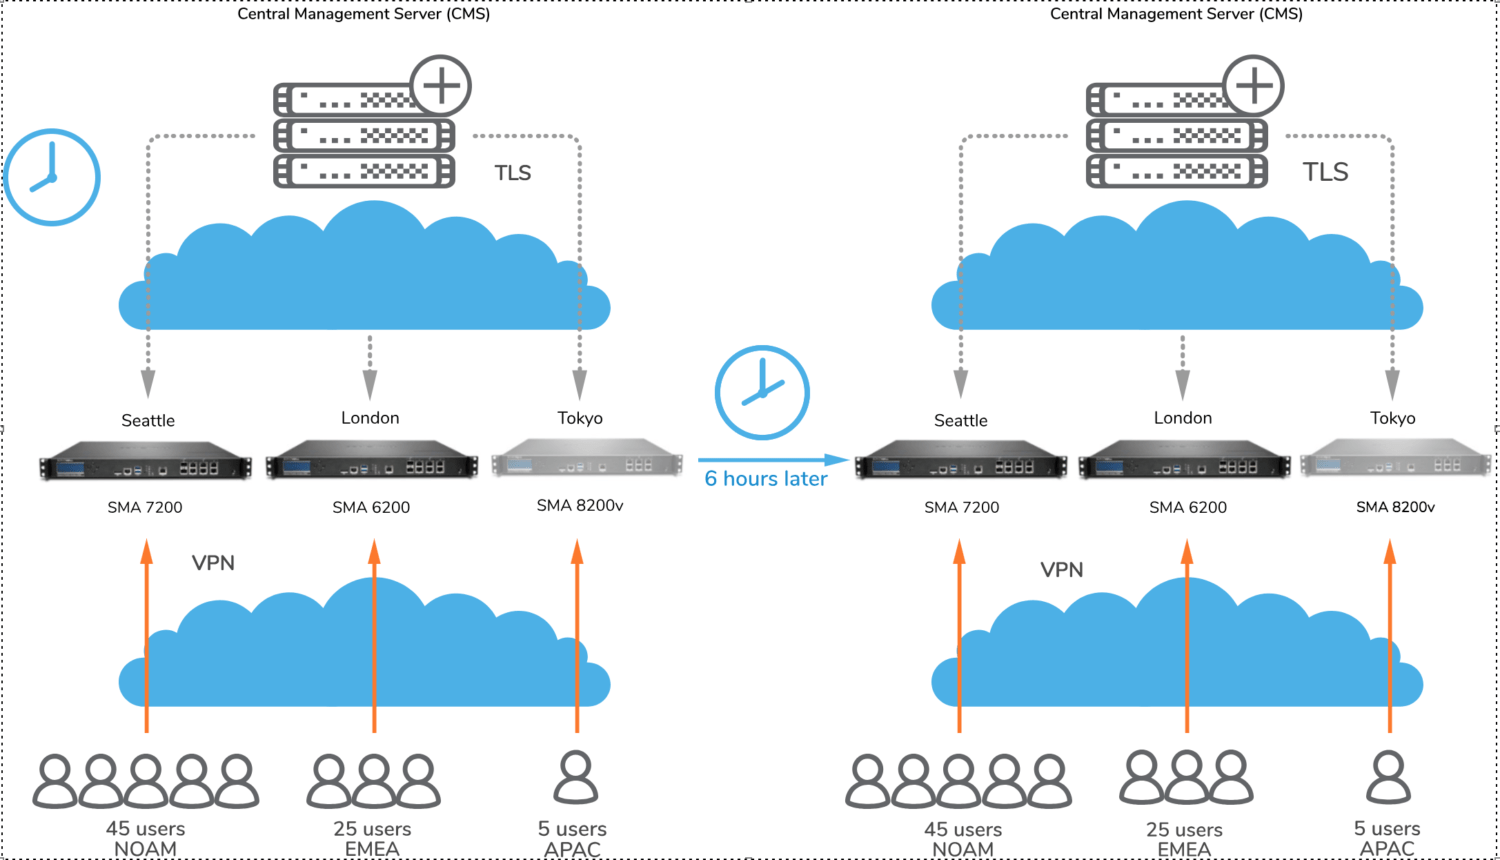 Central Management Server (CMS)
Central Management Server (CMS)
TLS
TLS
Seattle
London
Tokyo
Seattle
London
Tokyo
6 hours later
SMA 7200
SMA 6200
SMA 8200v
SMA 7200
SMA 6200
SMA 8200v
VPN
VPN
45 users
NOAM
25 users
EMEA
5 users
APAC
45 users
NOAM
25 users
EMEA
5 users
APAC